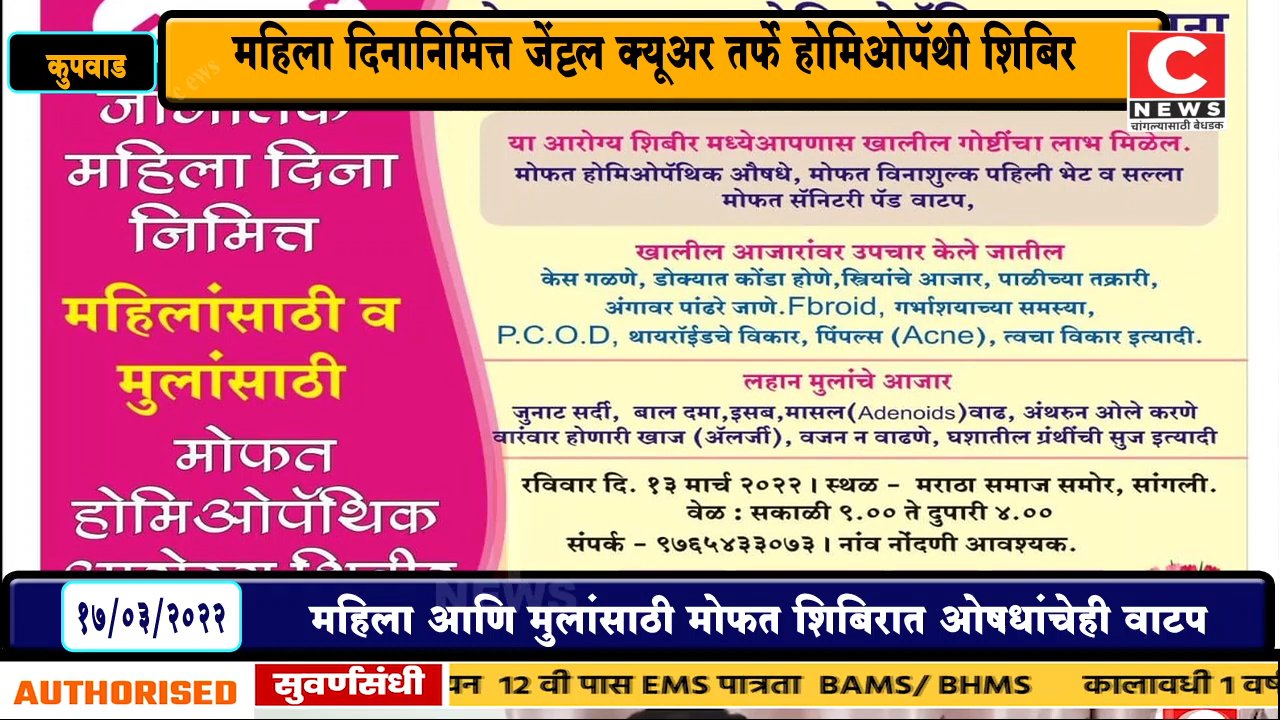 महिला दिनानिमित्त जेंट्टल क्यूअर तर्फे होमिओपॅथी शिबिर
कुपवाड
C
NEWS
चांगल्यासाठी बेधडक
जागतिक
महिला दिना
निमित्त
महिलांसाठी व
मुलांसाठी
मोफत
होमिओपॅथिक
या आरोग्य शिबीर मध्येआपणास खालील गोष्टींचा लाभ मिळेल.
मोफत होमिओपॅथिक औषधे, मोफत विनाशुल्क पहिली भेट व सल्ला
मोफत सॅनिटरी पॅड वाटप,
खालील आजारांवर उपचार केले जातील
केस गळणे, डोक्यात कोंडा होणे,स्त्रियांचे आजार, पाळीच्या तक्रारी,
अंगावर पांढरे जाणे.Fbroid, गर्भाशयाच्या समस्या,
P.C.O.D, थायरॉईडचे विकार, पिंपल्स (Acne), त्वचा विकार इत्यादी.
लहान मुलांचे आजार
जुनाट सर्दी, बाल दमा,इसब,मासल(Adenoids)वाढ, अंथरुन ओले करणे
वारंवार होणारी खाज (ॲलर्जी), वजन न वाढणे, घशातील ग्रंथींची सुज इत्यादी
रविवार दि. १३ मार्च २०२२ । स्थळ - मराठा समाज समोर, सांगली.
वेळ : सकाळी ९.०० ते दुपारी ४.००
संपर्क - ९७६५४३३०७३ । नांव नोंदणी आवश्यक.
NEWS
१७/०३/२०२२
महिला आणि मुलांसाठी मोफत शिबिरात ओषधांचेही वाटप
AUTHORISED
सुवर्णसंधी
यन 12 वी पास EMS पात्रता BAMS/ BHMS कालावधी 1 वर्ष